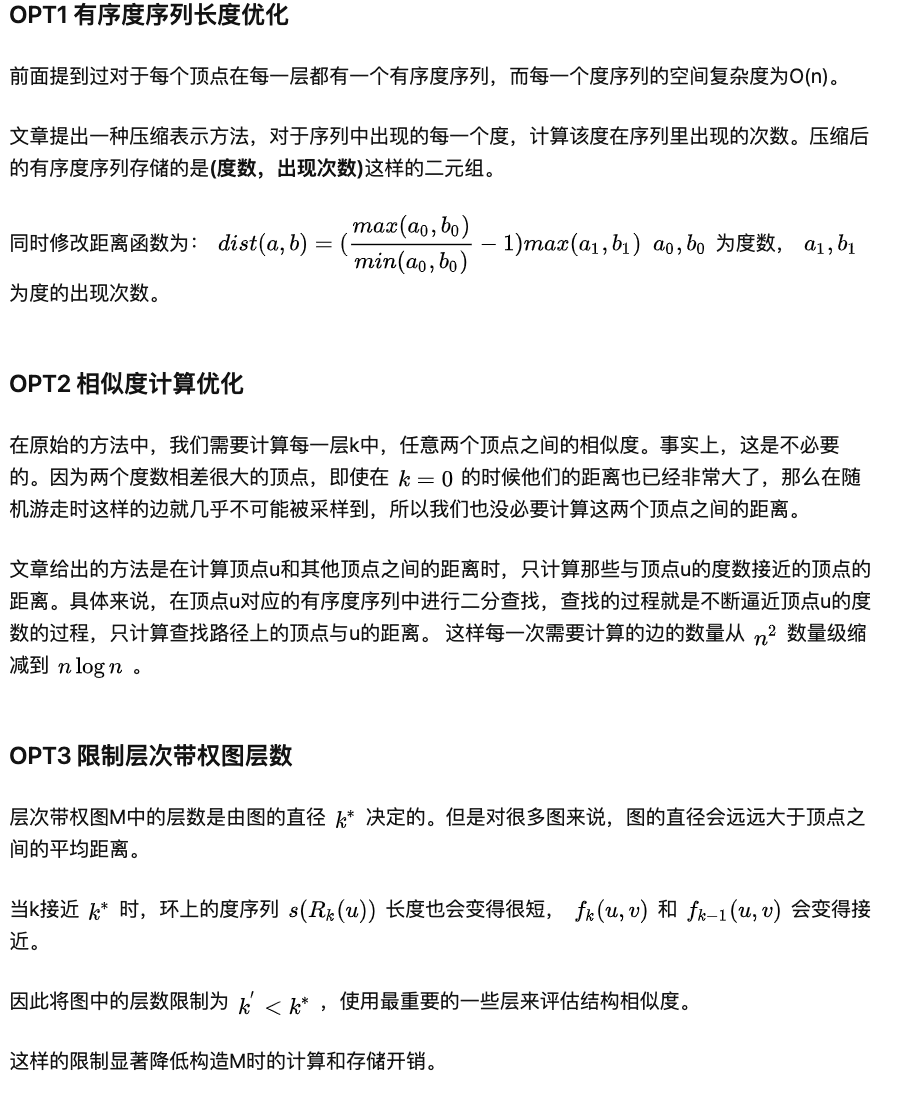 OPT1 有序度序列长度优化
前面提到过对于每个顶点在每一层都有一个有序度序列，而每一个度序列的空间复杂度为O(n)。
文章提出一种压缩表示方法，对于序列中出现的每一个度，计算该度在序列里出现的次数。压缩后
的有序度序列存储的是(度数，出现次数)这样的二元组。
同时修改距离函数为： dist(a, b) = (max(a₀, b₀)/min(a₀, b₀) − 1)max(a₁, b₁) a₀, b₀ 为度数， a₁, b₁
为度的出现次数。
OPT2 相似度计算优化
在原始的方法中，我们需要计算每一层k中，任意两个顶点之间的相似度。事实上，这是不必要
的。因为两个度数相差很大的顶点，即使在 k = 0 的时候他们的距离也已经非常大了，那么在随
机游走时这样的边就几乎不可能被采样到，所以我们也没必要计算这两个顶点之间的距离。
文章给出的方法是在计算顶点u和其他顶点之间的距离时，只计算那些与顶点u的度数接近的顶点的
距离。具体来说，在顶点u对应的有序度序列中进行二分查找，查找的过程就是不断逼近顶点u的度
数的过程，只计算查找路径上的顶点与u的距离。 这样每一次需要计算的边的数量从 n² 数量级缩
减到 n log n 。
OPT3 限制层次带权图层数
层次带权图M中的层数是由图的直径 k* 决定的。但是对很多图来说，图的直径会远远大于顶点之
间的平均距离。
当k接近 k* 时，环上的度序列 s(Rₖ(u)) 长度也会变得很短， fₖ(u, v) 和 fₖ₋₁(u, v) 会变得接
近。
因此将图中的层数限制为 k′ < k* ，使用最重要的一些层来评估结构相似度。
这样的限制显著降低构造M时的计算和存储开销。